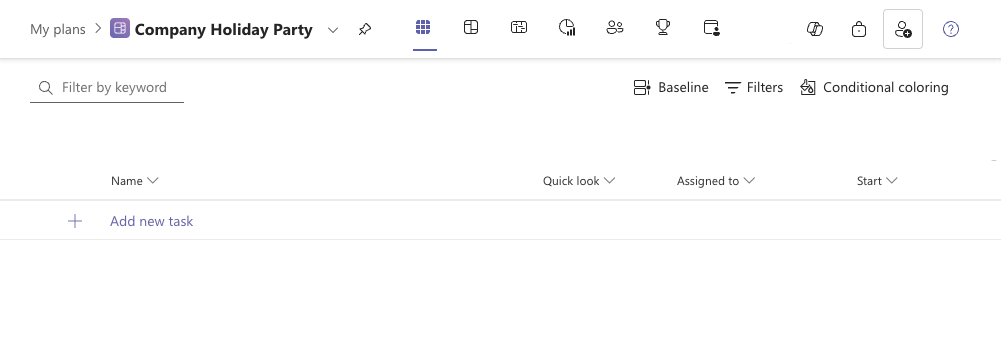 My plans > Company Holiday Party
Filter by keyword
Baseline Filters Conditional coloring
Name Quick look Assigned to Start
Add new task